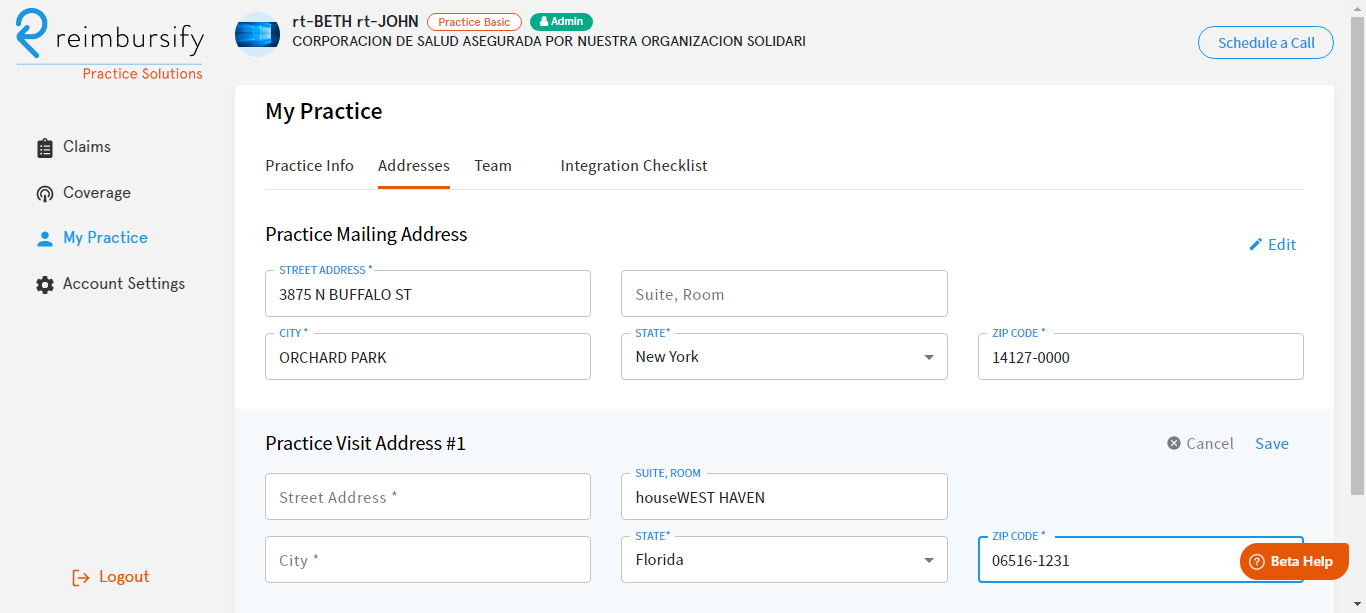 reimbursify
Practice Solutions
rt-BETH rt-JOHN Practice Basic Admin
CORPORACION DE SALUD ASEGURADA POR NUESTRA ORGANIZACION SOLIDARI
Schedule a Call
Claims
Coverage
My Practice
Account Settings
Logout
My Practice
Practice Info Addresses Team Integration Checklist
Practice Mailing Address
Edit
STREET ADDRESS *
3875 N BUFFALO ST
Suite, Room
CITY *
ORCHARD PARK
STATE*
New York
ZIP CODE *
14127-0000
Practice Visit Address #1
Cancel Save
Street Address *
SUITE, ROOM
houseWEST HAVEN
City *
STATE*
Florida
ZIP CODE *
06516-1231
Beta Help